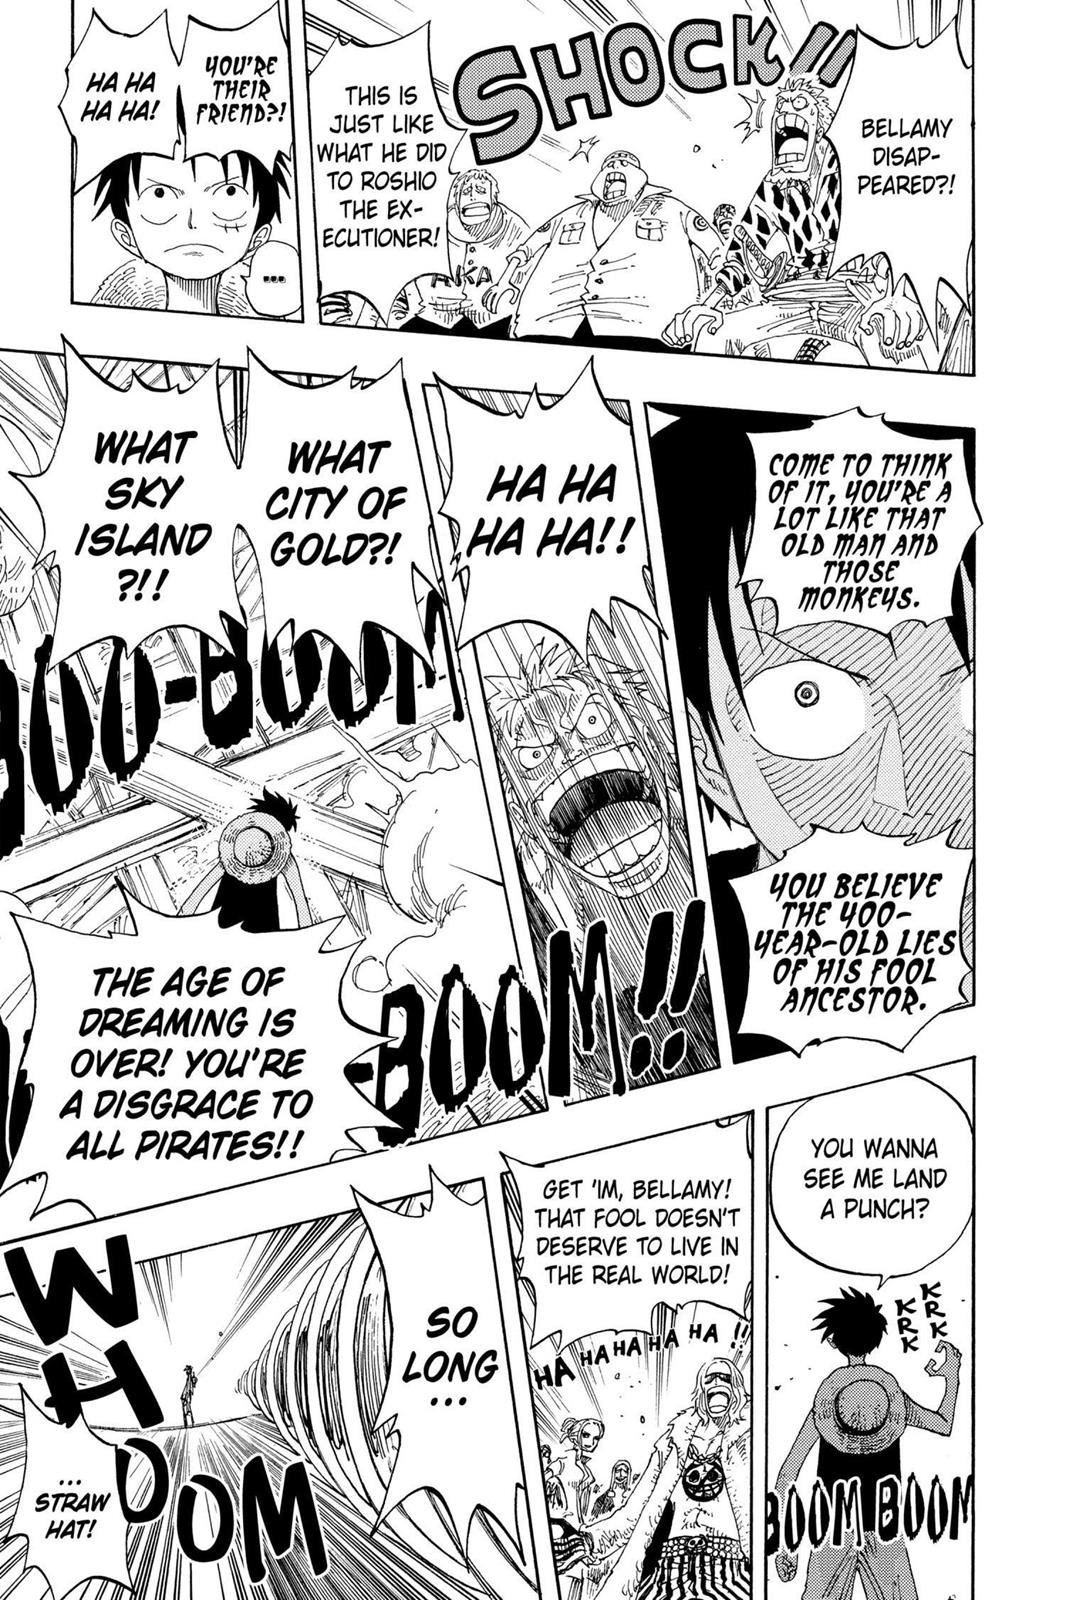 BELLAMY
DISAP-
PEARED?!
SHOCK!!
THIS IS
JUST LIKE
WHAT HE DID
TO ROSHIO
THE EX-
ECUTIONER!
YOU'RE
THEIR
FRIEND?!
HA HA
HA HA!
...
COME TO THINK
OF IT, YOU'RE A
LOT LIKE THAT
OLD MAN AND
THOSE
MONKEYS.
YOU BELIEVE
THE 400-
YEAR-OLD LIES
OF HIS FOOL
ANCESTOR.
HA HA
HA HA!!
WHAT
CITY OF
GOLD?!
WHAT
SKY
ISLAND
?!!
BOO-BOOM
-BOOM
BOOM!!
THE AGE OF
DREAMING IS
OVER! YOU'RE
A DISGRACE TO
ALL PIRATES!!
YOU WANNA
SEE ME LAND
A PUNCH?
KRK
KRK
BOOM BOOM
GET 'IM, BELLAMY!
THAT FOOL DOESN'T
DESERVE TO LIVE IN
THE REAL WORLD!
HA HA HA HA HA !!
SO
LONG
...
WHOOM
...
STRAW
HAT!